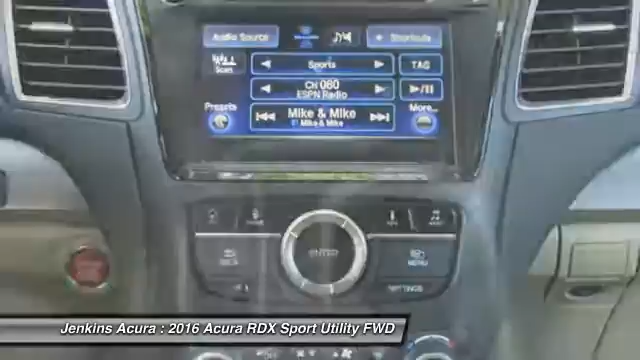 Audio Source
Shortcuts
Scan
Sports
TAG
CH 080
ESPN Radio
Presets
Mike & Mike
Mike & Mike
More...
ENTER
BACK
MENU
SETTINGS
Jenkins Acura : 2016 Acura RDX Sport Utility FWD